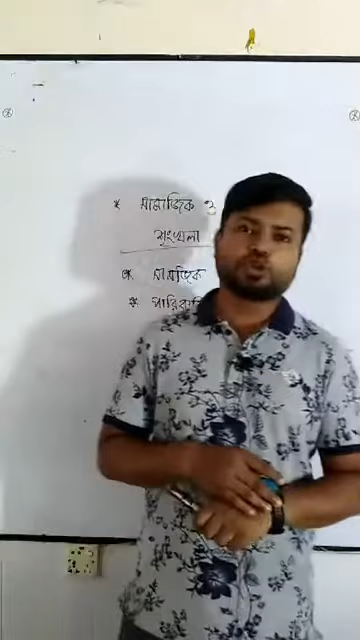 * সামাজিক ও
শৃংখলা
* সামাজিক
* পারিবারি